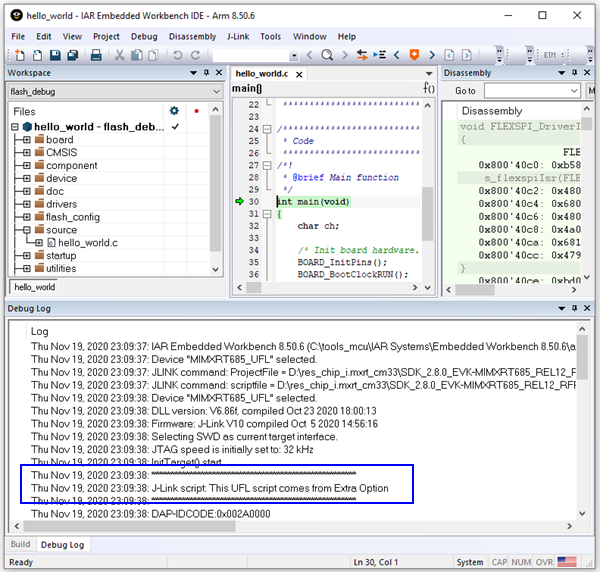 hello_world - IAR Embedded Workbench IDE - Arm 8.50.6
File Edit View Project Debug Disassembly J-Link Tools Window Help
ETM
Workspace
flash_debug
Files
hello_world - flash_deb...
board
CMSIS
component
device
doc
drivers
flash_config
source
hello_world.c
startup
utilities
hello_world
hello_world.c
main()
f()
22 ***************************
23
24 /***************************
25 * Code
26 ***************************
27 /*!
28 * @brief Main function
29 */
30 int main(void)
31 {
32 char ch;
33
34 /* Init board hardware.
35 BOARD_InitPins();
36 BOARD_BootClockRUN();
Disassembly
Go to
M
Disassembly
void FLEXSPI_DriverI
{
FLE
0x800'40c0: 0xb58
s_flexspiIsr(FLE
0x800'40c2: 0x480
0x800'40c4: 0x680
0x800'40c6: 0x480
0x800'40c8: 0x4a0
0x800'40ca: 0x681
0x800'40cc: 0x479
}
0x800'40ce: 0xbd0
Debug Log
Log
Thu Nov 19, 2020 23:09:37: IAR Embedded Workbench 8.50.6 (C:\tools_mcu\IAR Systems\Embedded Workbench 8.50.6\a
Thu Nov 19, 2020 23:09:37: Device "MIMXRT685_UFL" selected.
Thu Nov 19, 2020 23:09:37: JLINK command: ProjectFile = D:\res_chip_i.mxrt_cm33\SDK_2.8.0_EVK-MIMXRT685_REL12_RF
Thu Nov 19, 2020 23:09:38: JLINK command: scriptfile = D:\res_chip_i.mxrt_cm33\SDK_2.8.0_EVK-MIMXRT685_REL12_RFP
Thu Nov 19, 2020 23:09:38: Device "MIMXRT685_UFL" selected.
Thu Nov 19, 2020 23:09:38: DLL version: V6.86f, compiled Oct 23 2020 18:00:13
Thu Nov 19, 2020 23:09:38: Firmware: J-Link V10 compiled Oct 5 2020 14:56:16
Thu Nov 19, 2020 23:09:38: Selecting SWD as current target interface.
Thu Nov 19, 2020 23:09:38: JTAG speed is initially set to: 32 kHz
Thu Nov 19, 2020 23:09:38: InitTarget() start
Thu Nov 19, 2020 23:09:38: ***************************************************
Thu Nov 19, 2020 23:09:38: J-Link script: This UFL script comes from Extra Option
Thu Nov 19, 2020 23:09:38: ***************************************************
Thu Nov 19, 2020 23:09:38: DAP-IDCODE:0x002A0000
Build Debug Log
Ready Ln 30, Col 1 System CAP NUM OVR